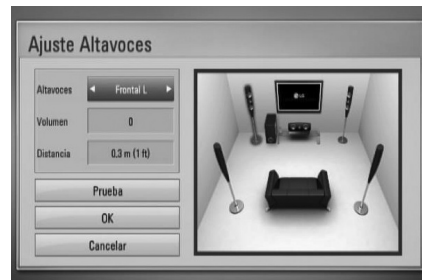 Ajuste Altavoces
Altavoces Frontal L
Volumen 0
Distancia 0.3 m (1 ft)
Prueba
OK
Cancelar
LG